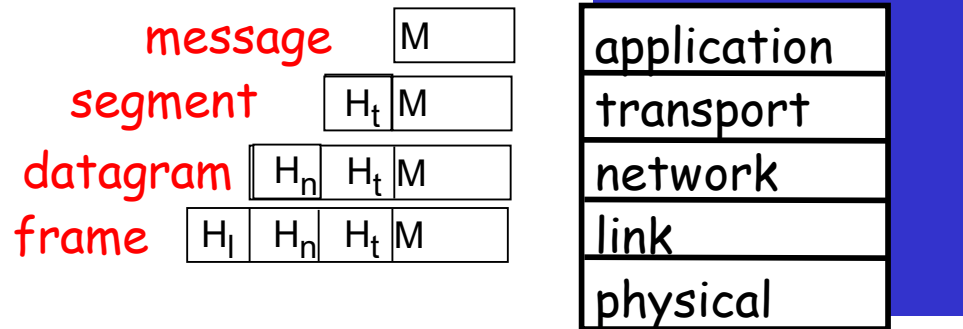 message M application
segment Ht M transport
datagram Hn Ht M network
frame Hl Hn Ht M link
physical